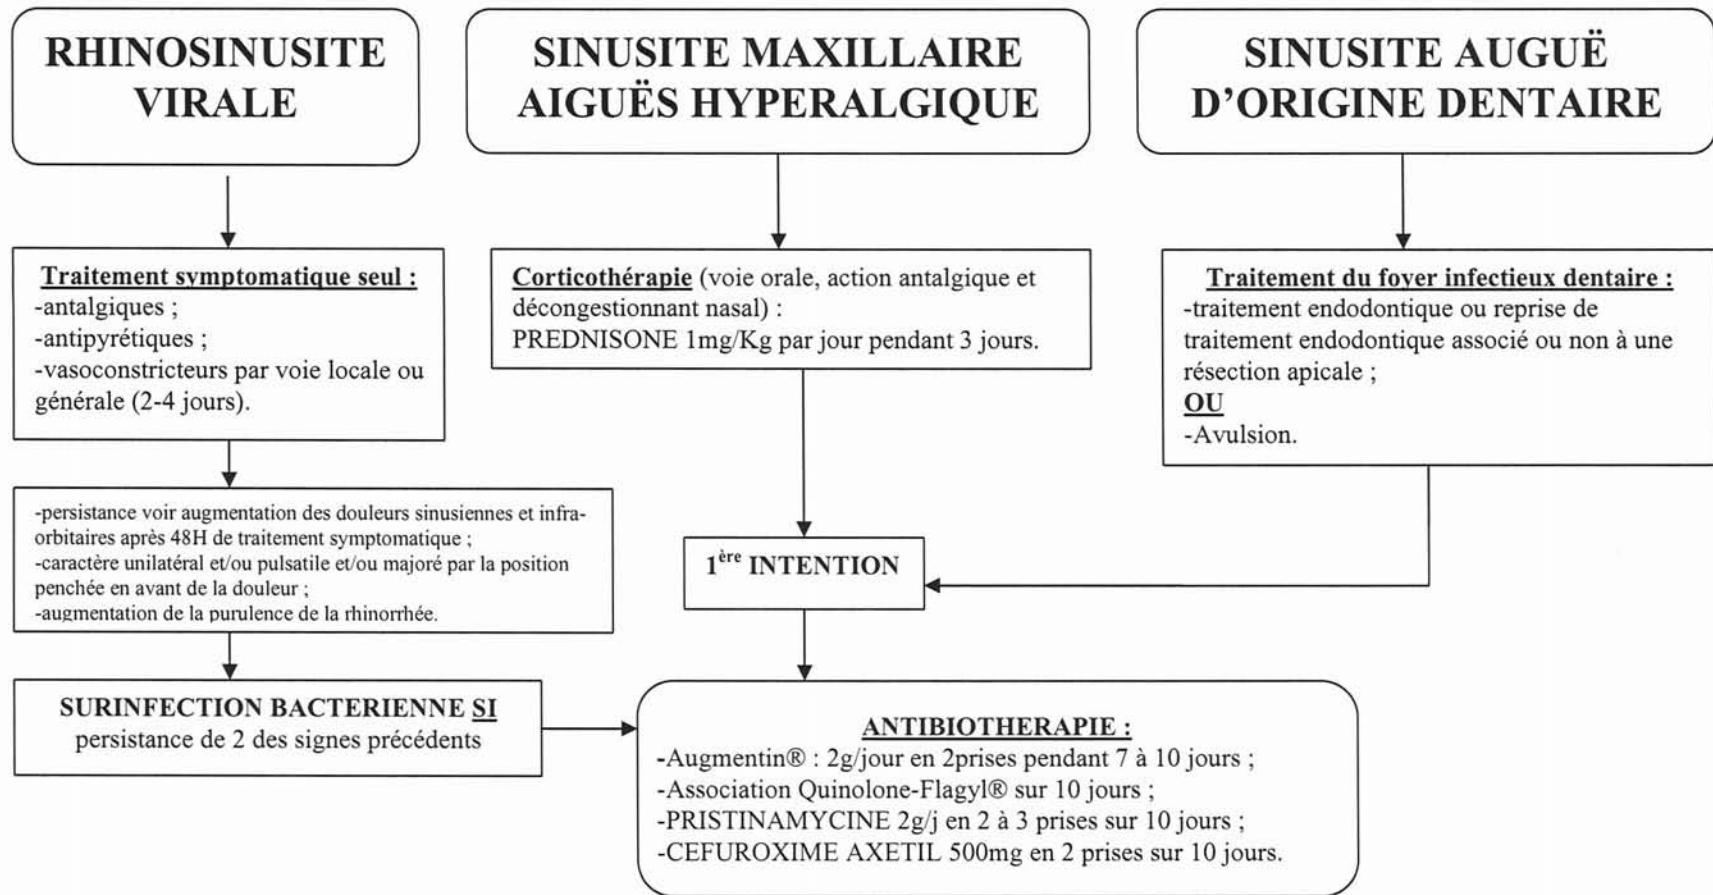 RHINOSINUSITE
VIRALE
SINUSITE MAXILLAIRE
AIGUËS HYPERALGIQUE
SINUSITE AUGUË
D'ORIGINE DENTAIRE
Traitement symptomatique seul :
-antalgiques ;
-antipyrétiques ;
-vasoconstricteurs par voie locale ou
générale (2-4 jours).
Corticothérapie (voie orale, action antalgique et
décongestionnant nasal) :
PREDNISONE 1mg/Kg par jour pendant 3 jours.
Traitement du foyer infectieux dentaire :
-traitement endodontique ou reprise de
traitement endodontique associé ou non à une
résection apicale ;
OU
-Avulsion.
-persistance voir augmentation des douleurs sinusiennes et infra-
orbitaires après 48H de traitement symptomatique ;
-caractère unilatéral et/ou pulsatile et/ou majoré par la position
penchée en avant de la douleur ;
-augmentation de la purulence de la rhinorrhée.
1ère INTENTION
SURINFECTION BACTERIENNE SI
persistance de 2 des signes précédents
ANTIBIOTHERAPIE :
-Augmentin® : 2g/jour en 2prises pendant 7 à 10 jours ;
-Association Quinolone-Flagyl® sur 10 jours ;
-PRISTINAMYCINE 2g/j en 2 à 3 prises sur 10 jours ;
-CEFUROXIME AXETIL 500mg en 2 prises sur 10 jours.